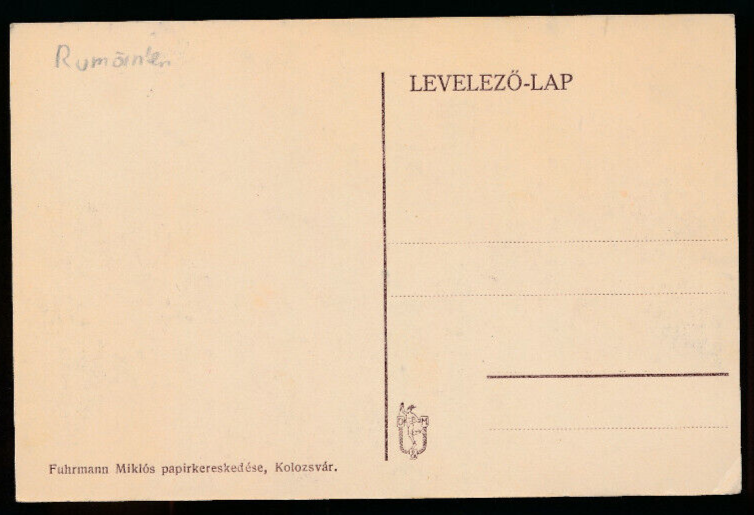 Rumänien
LEVELEZŐ-LAP
Fuhrmann Miklós papirkereskedése, Kolozsvár.